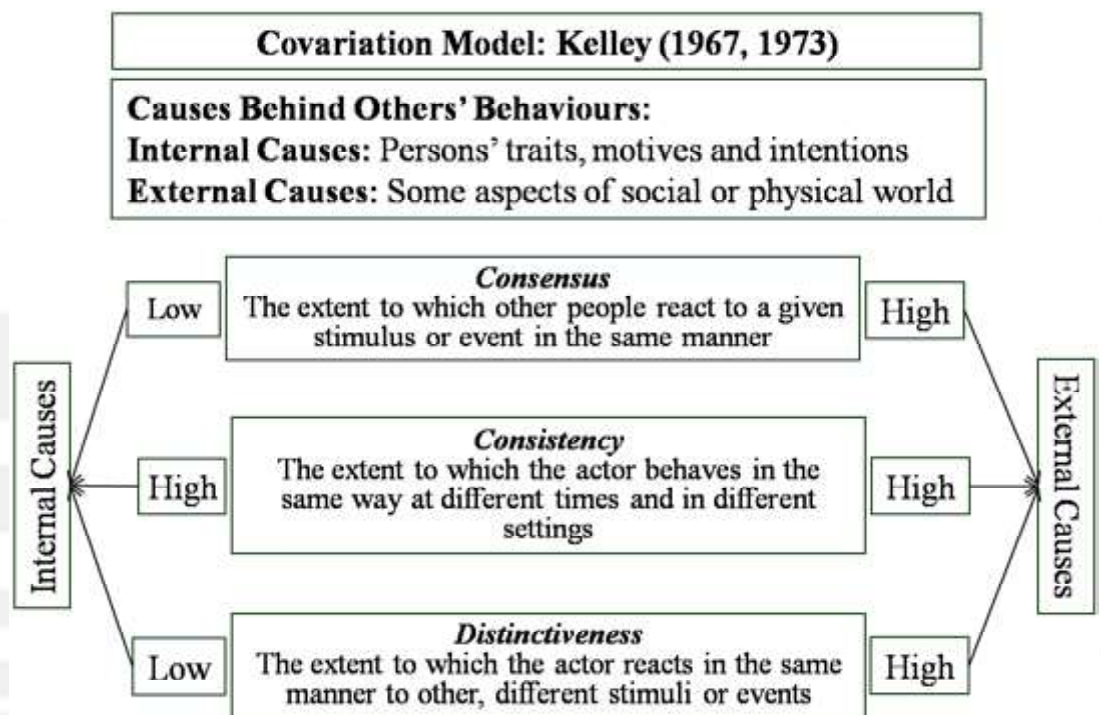 Covariation Model: Kelley (1967, 1973)
Causes Behind Others' Behaviours:
Internal Causes: Persons' traits, motives and intentions
External Causes: Some aspects of social or physical world
Low
Consensus
The extent to which other people react to a given
stimulus or event in the same manner
High
Internal Causes
High
Consistency
The extent to which the actor behaves in the
same way at different times and in different
settings
High
External Causes
Low
Distinctiveness
The extent to which the actor reacts in the same
manner to other, different stimuli or events
High